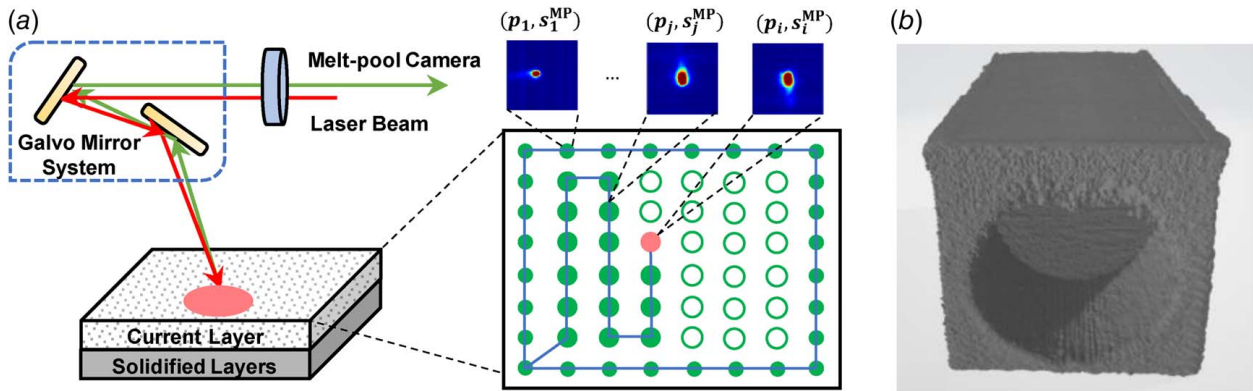 (a)
Melt-pool Camera
Laser Beam
Galvo Mirror
System
Current Layer
Solidified Layers
(p₁, s₁ᴹᴾ) (pⱼ, sⱼᴹᴾ) (pᵢ, sᵢᴹᴾ)
...
(b)